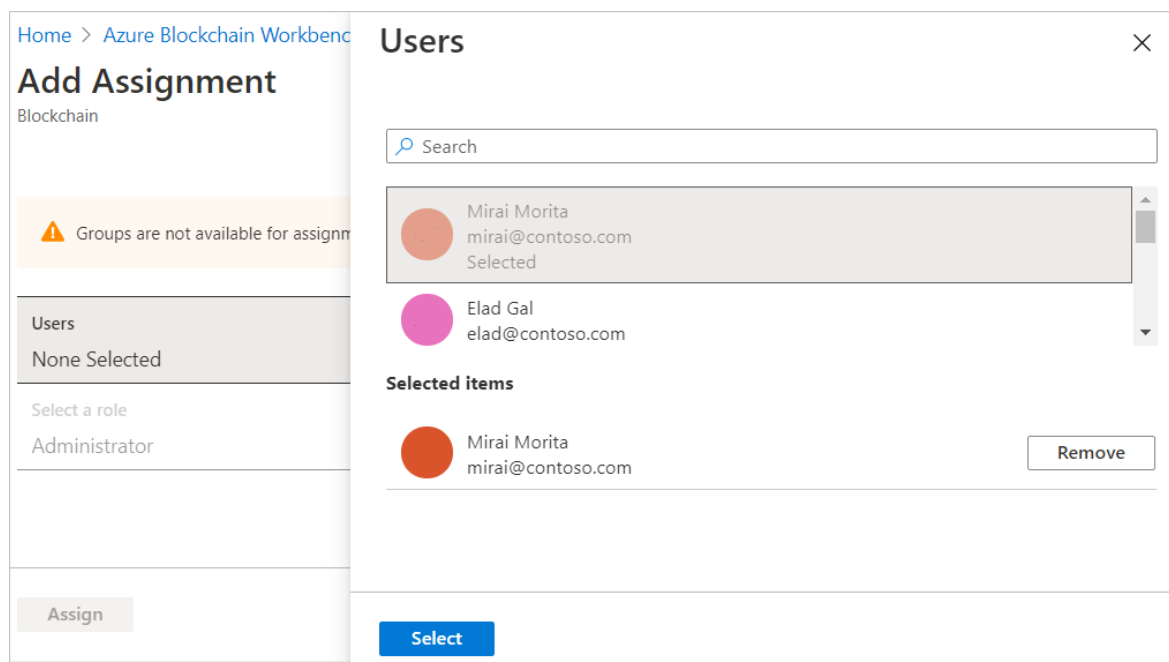 Home > Azure Blockchain Workbenc
Add Assignment
Blockchain
Groups are not available for assignm
Users
None Selected
Select a role
Administrator
Assign
Users
Search
Mirai Morita
mirai@contoso.com
Selected
Elad Gal
elad@contoso.com
Selected items
Mirai Morita
mirai@contoso.com
Remove
Select